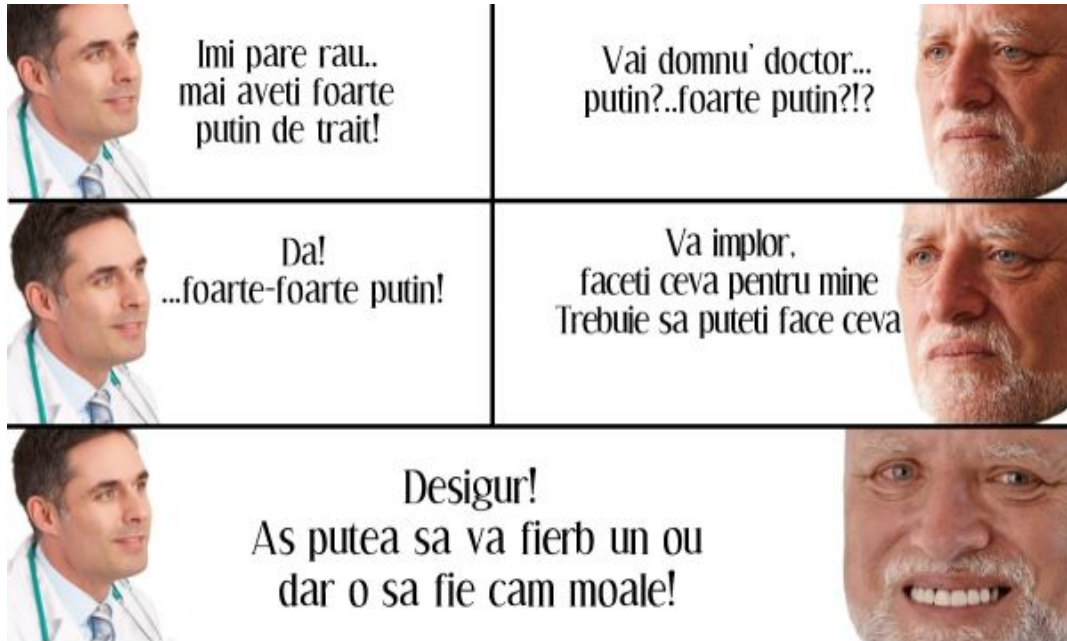 Imi pare rau..
mai aveti foarte
putin de trait!
Vai domnu' doctor...
putin?..foarte putin?!?
Da!
...foarte-foarte putin!
Va implor,
faceti ceva pentru mine
Trebuie sa puteti face ceva
Desigur!
As putea sa va fierb un ou
dar o sa fie cam moale!